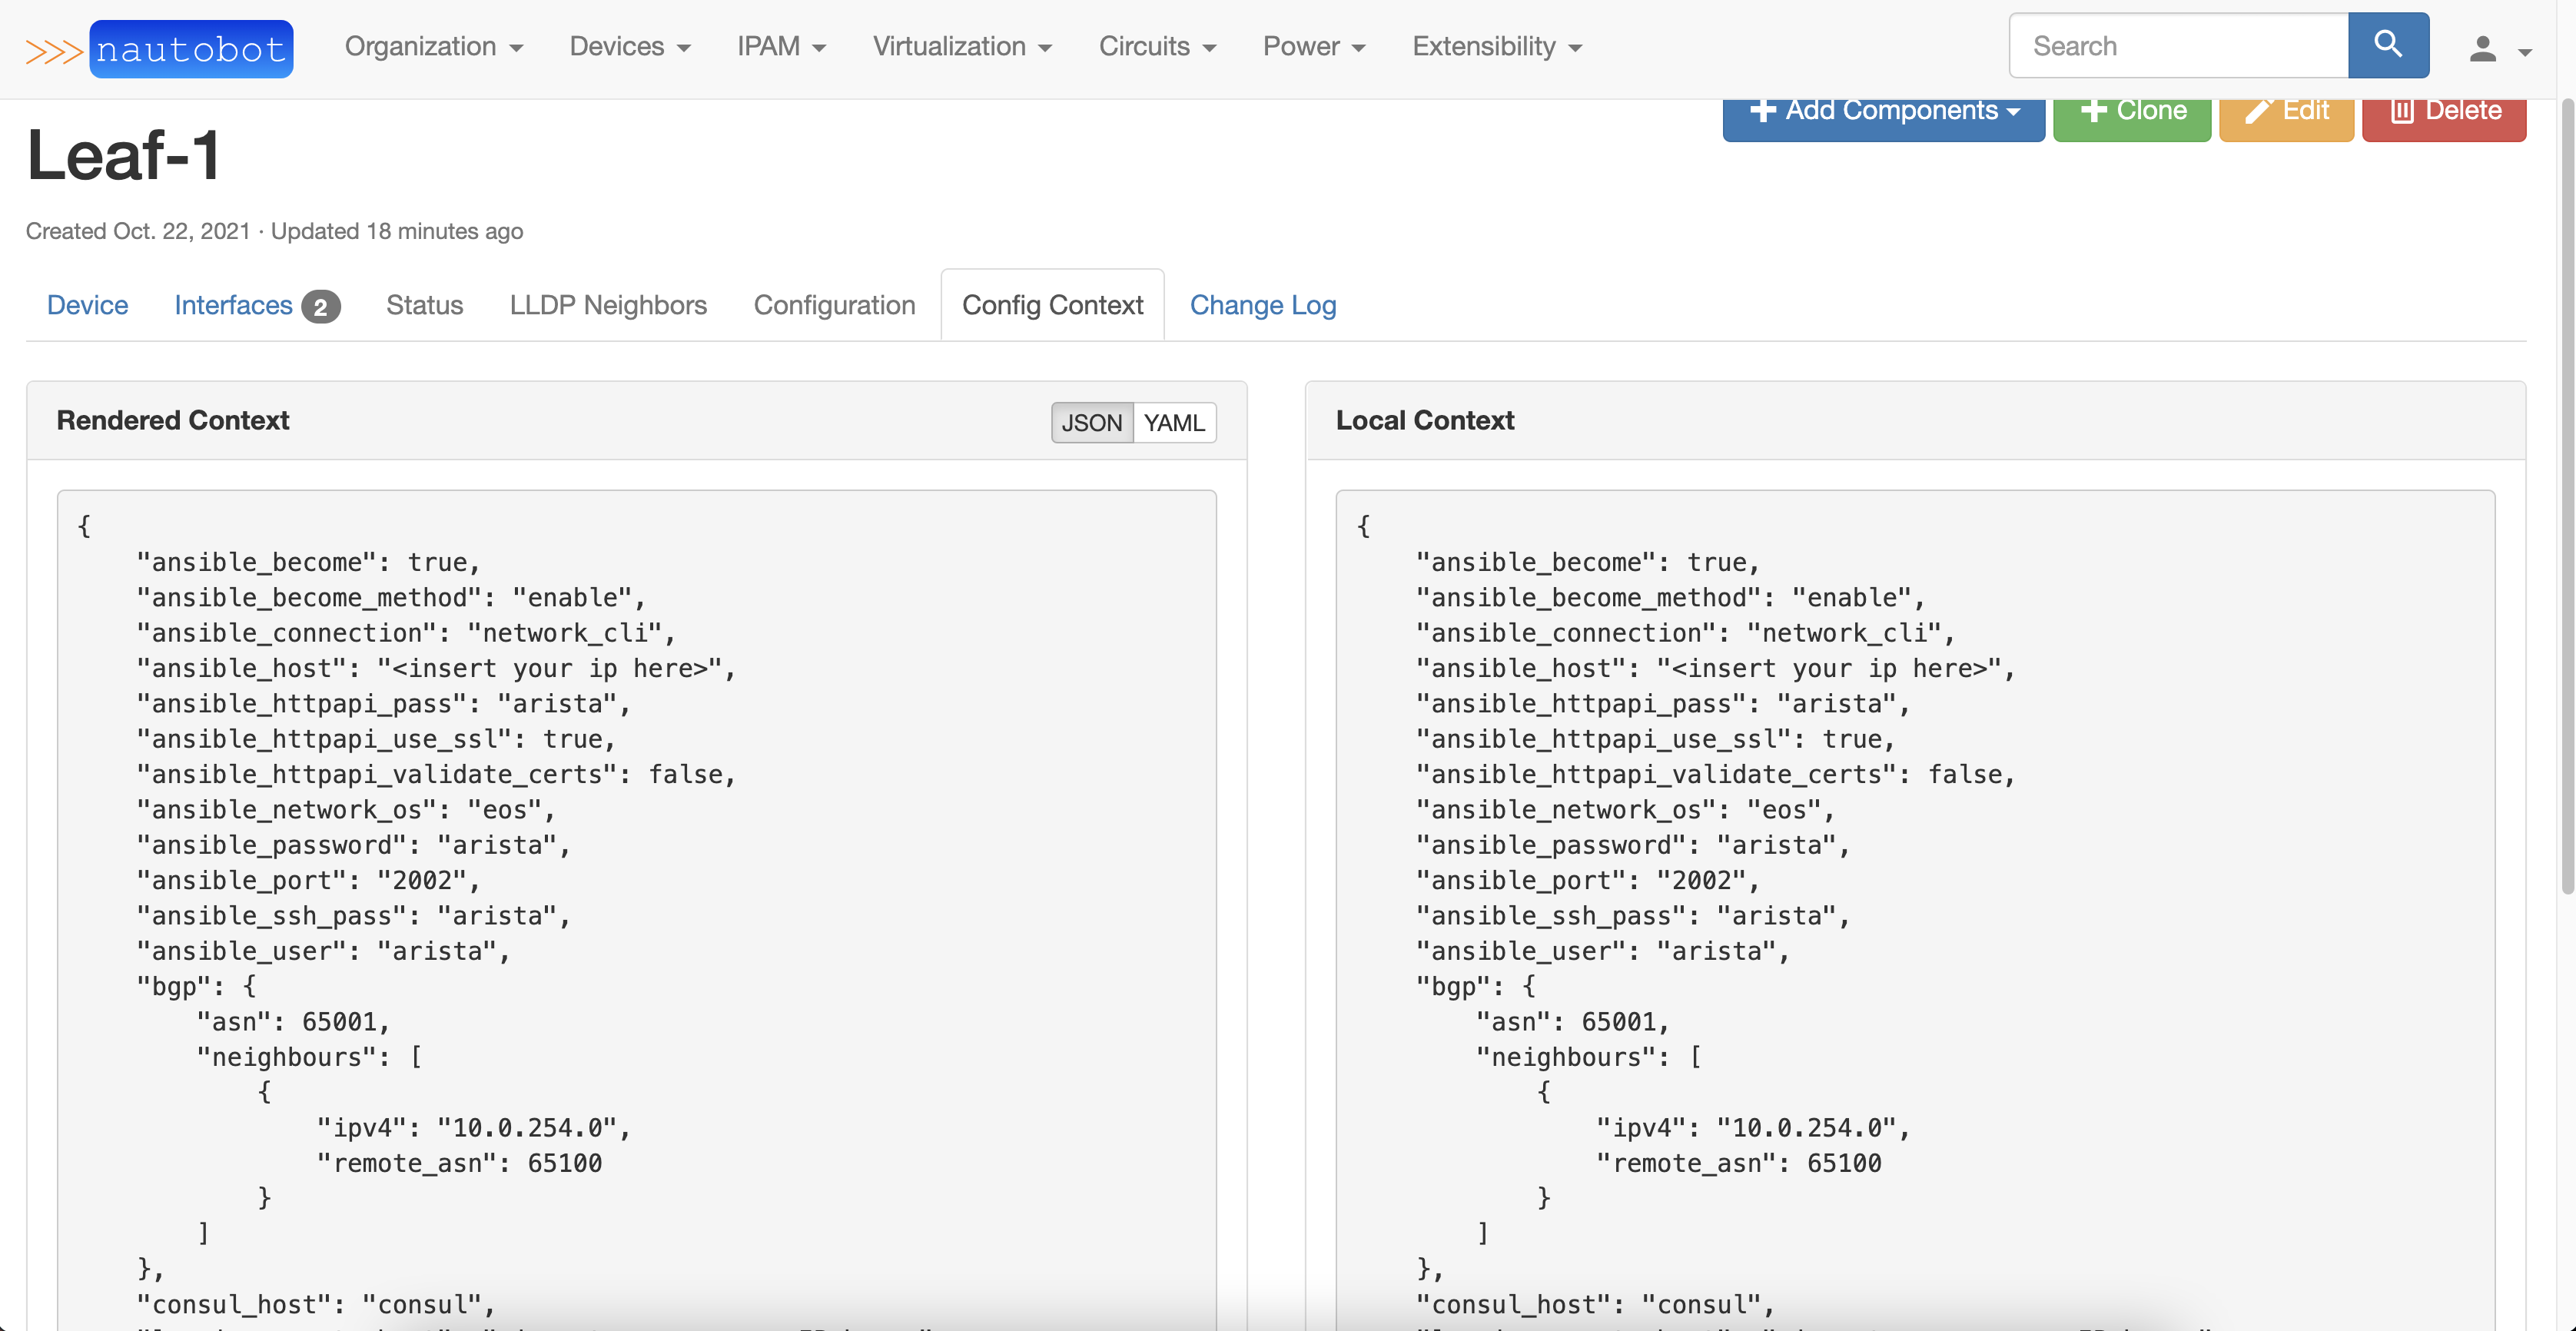 >>> nautobot Organization Devices IPAM Virtualization Circuits Power Extensibility Search
Add Components Clone Edit Delete
Leaf-1
Created Oct. 22, 2021 · Updated 18 minutes ago
Device Interfaces 2 Status LLDP Neighbors Configuration Config Context Change Log
Rendered Context JSON YAML
{
"ansible_become": true,
"ansible_become_method": "enable",
"ansible_connection": "network_cli",
"ansible_host": "<insert your ip here>",
"ansible_httpapi_pass": "arista",
"ansible_httpapi_use_ssl": true,
"ansible_httpapi_validate_certs": false,
"ansible_network_os": "eos",
"ansible_password": "arista",
"ansible_port": "2002",
"ansible_ssh_pass": "arista",
"ansible_user": "arista",
"bgp": {
"asn": 65001,
"neighbours": [
{
"ipv4": "10.0.254.0",
"remote_asn": 65100
}
]
},
"consul_host": "consul",
Local Context
{
"ansible_become": true,
"ansible_become_method": "enable",
"ansible_connection": "network_cli",
"ansible_host": "<insert your ip here>",
"ansible_httpapi_pass": "arista",
"ansible_httpapi_use_ssl": true,
"ansible_httpapi_validate_certs": false,
"ansible_network_os": "eos",
"ansible_password": "arista",
"ansible_port": "2002",
"ansible_ssh_pass": "arista",
"ansible_user": "arista",
"bgp": {
"asn": 65001,
"neighbours": [
{
"ipv4": "10.0.254.0",
"remote_asn": 65100
}
]
},
"consul_host": "consul",